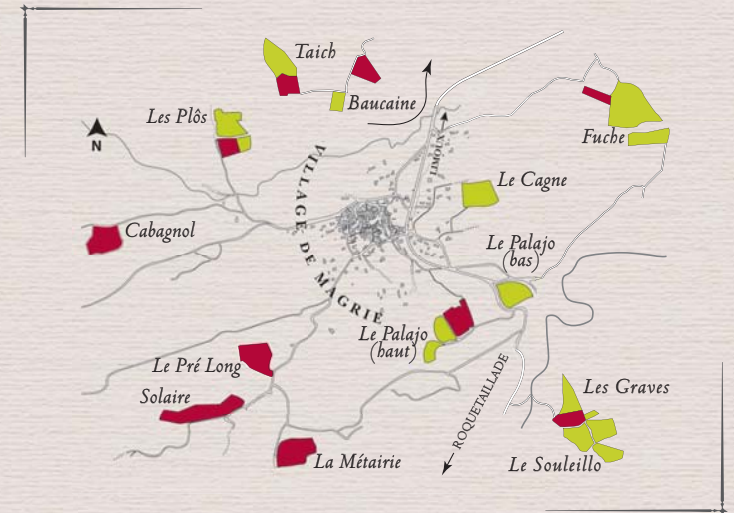 Taich
Baucaine
Les Plôs
N
Fuche
LIMOUX
VILLAGE DE MAGRIE
Le Cagne
Cabagnol
Le Palajo
(bas)
Le Palajo
(haut)
Le Pré Long
Solaire
ROQUETAILLADE
Les Graves
La Métairie
Le Souleillo